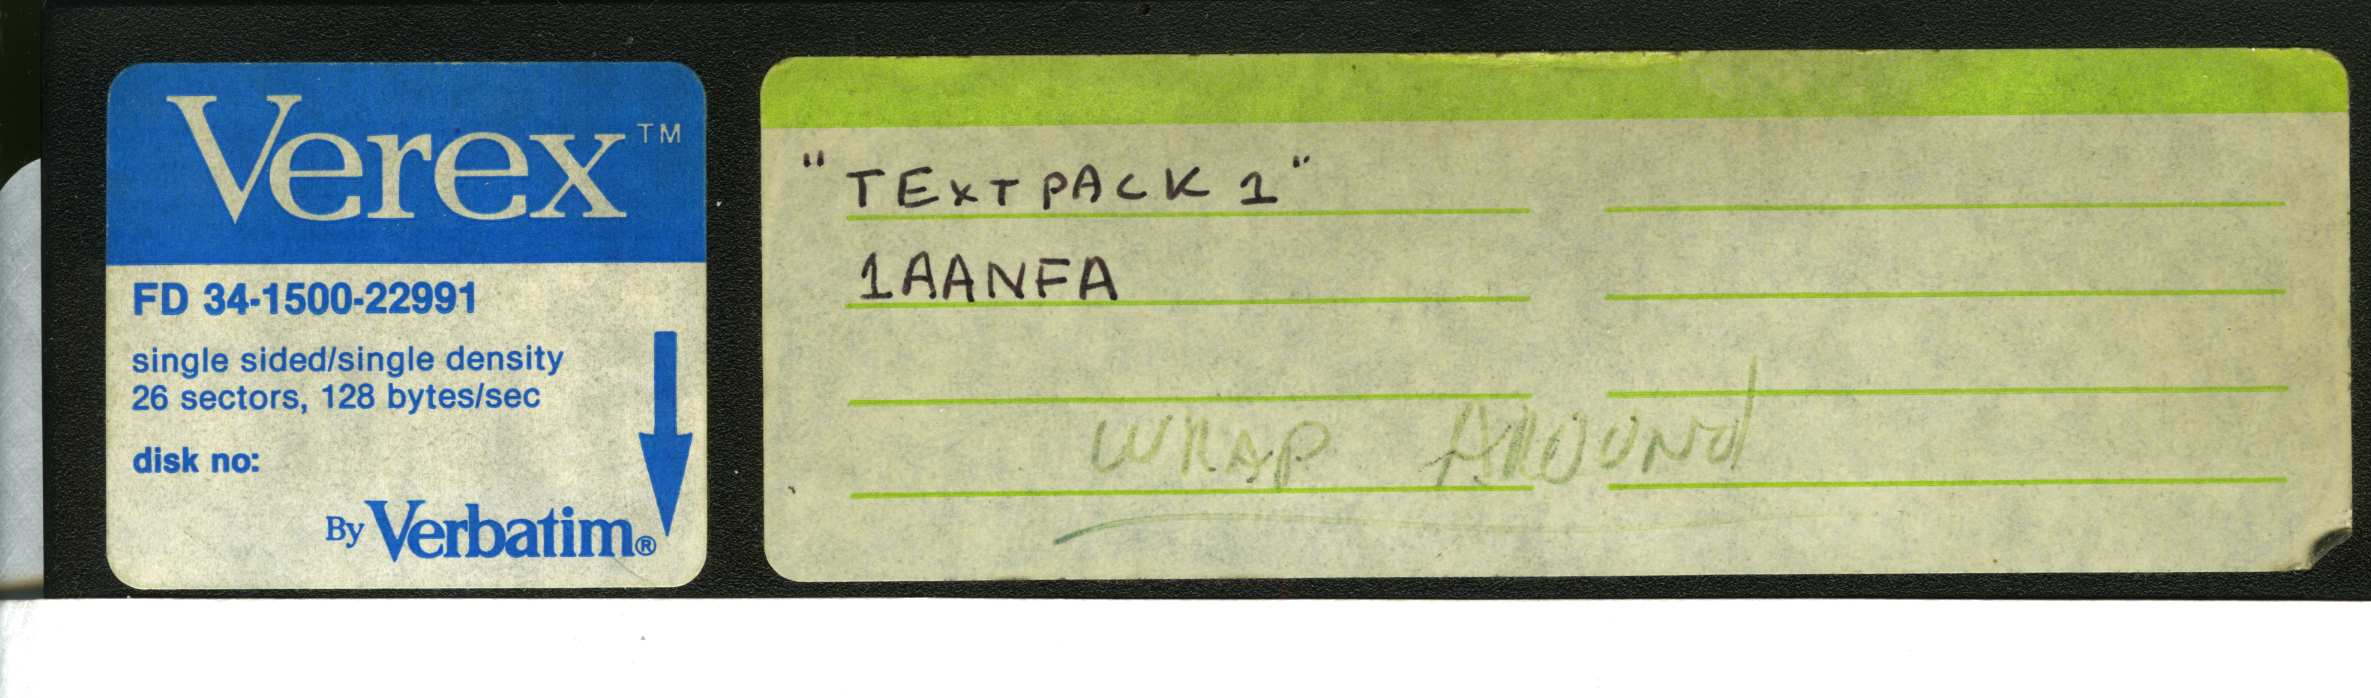 Verex™
FD 34-1500-22991
single sided/single density
26 sectors, 128 bytes/sec
disk no:
By Verbatim®
"TExTPACK 1"
1AANFA
WRAP AROUNd